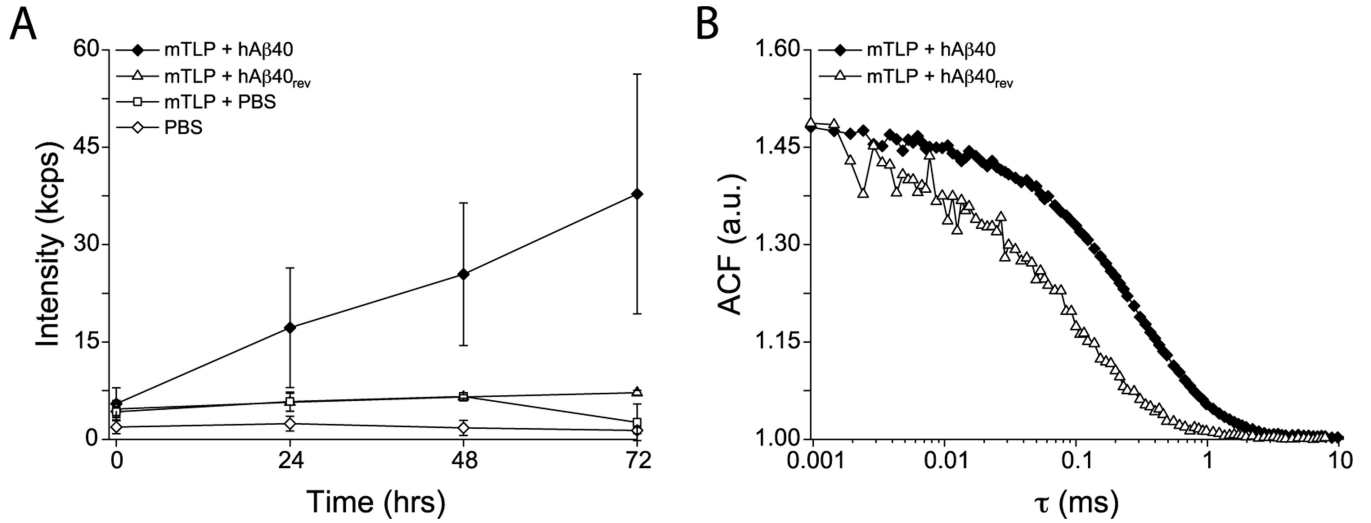 A
Intensity (kcps)
60
45
30
15
0
mTLP + hAβ40
mTLP + hAβ40rev
mTLP + PBS
PBS
0 24 48 72
Time (hrs)
B
ACF (a.u.)
1.60
1.45
1.30
1.15
1.00
mTLP + hAβ40
mTLP + hAβ40rev
0.001 0.01 0.1 1 10
τ (ms)